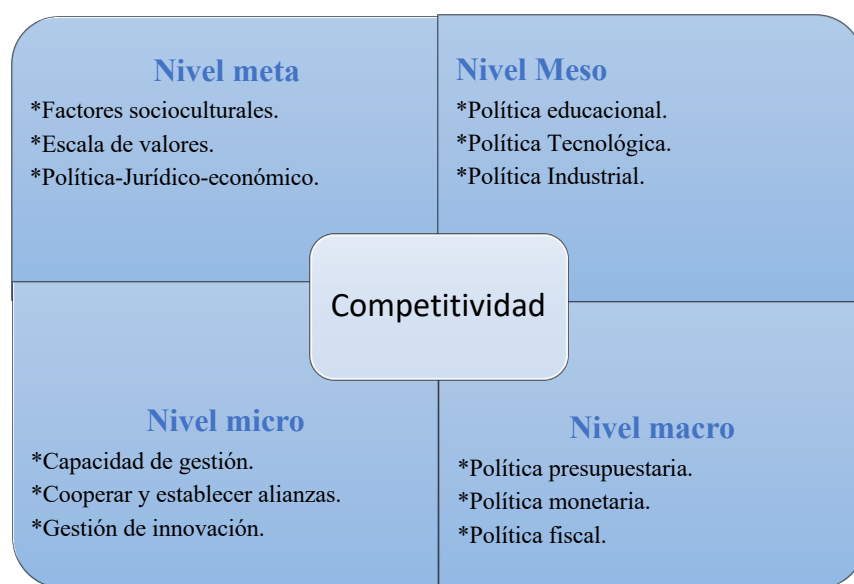 Nivel meta
*Factores socioculturales.
*Escala de valores.
*Política-Jurídico-económico.
Nivel Meso
*Política educacional.
*Política Tecnológica.
*Política Industrial.
Competitividad
Nivel micro
*Capacidad de gestión.
*Cooperar y establecer alianzas.
*Gestión de innovación.
Nivel macro
*Política presupuestaria.
*Política monetaria.
*Política fiscal.